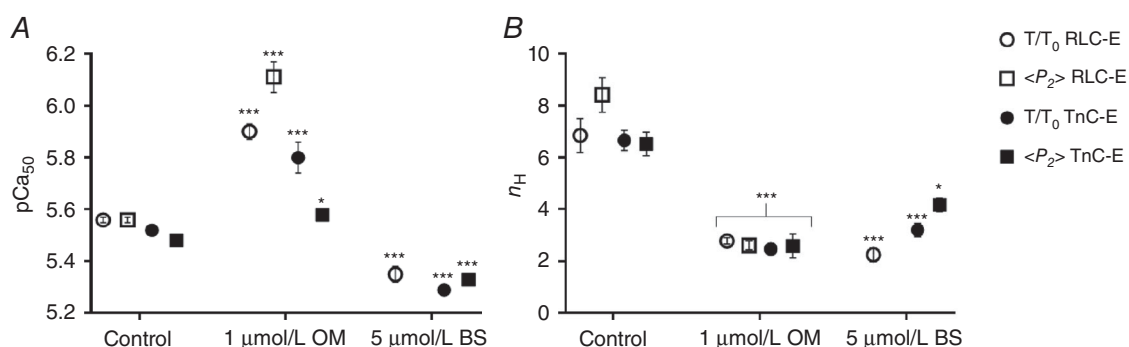 A
pCa50
6.2
6.0
5.8
5.6
5.4
5.2
***
***
***
*
***
***
***
Control
1 μmol/L OM
5 μmol/L BS
B
nH
10
8
6
4
2
0
***
***
***
*
Control
1 μmol/L OM
5 μmol/L BS
T/T0 RLC-E
<P2> RLC-E
T/T0 TnC-E
<P2> TnC-E